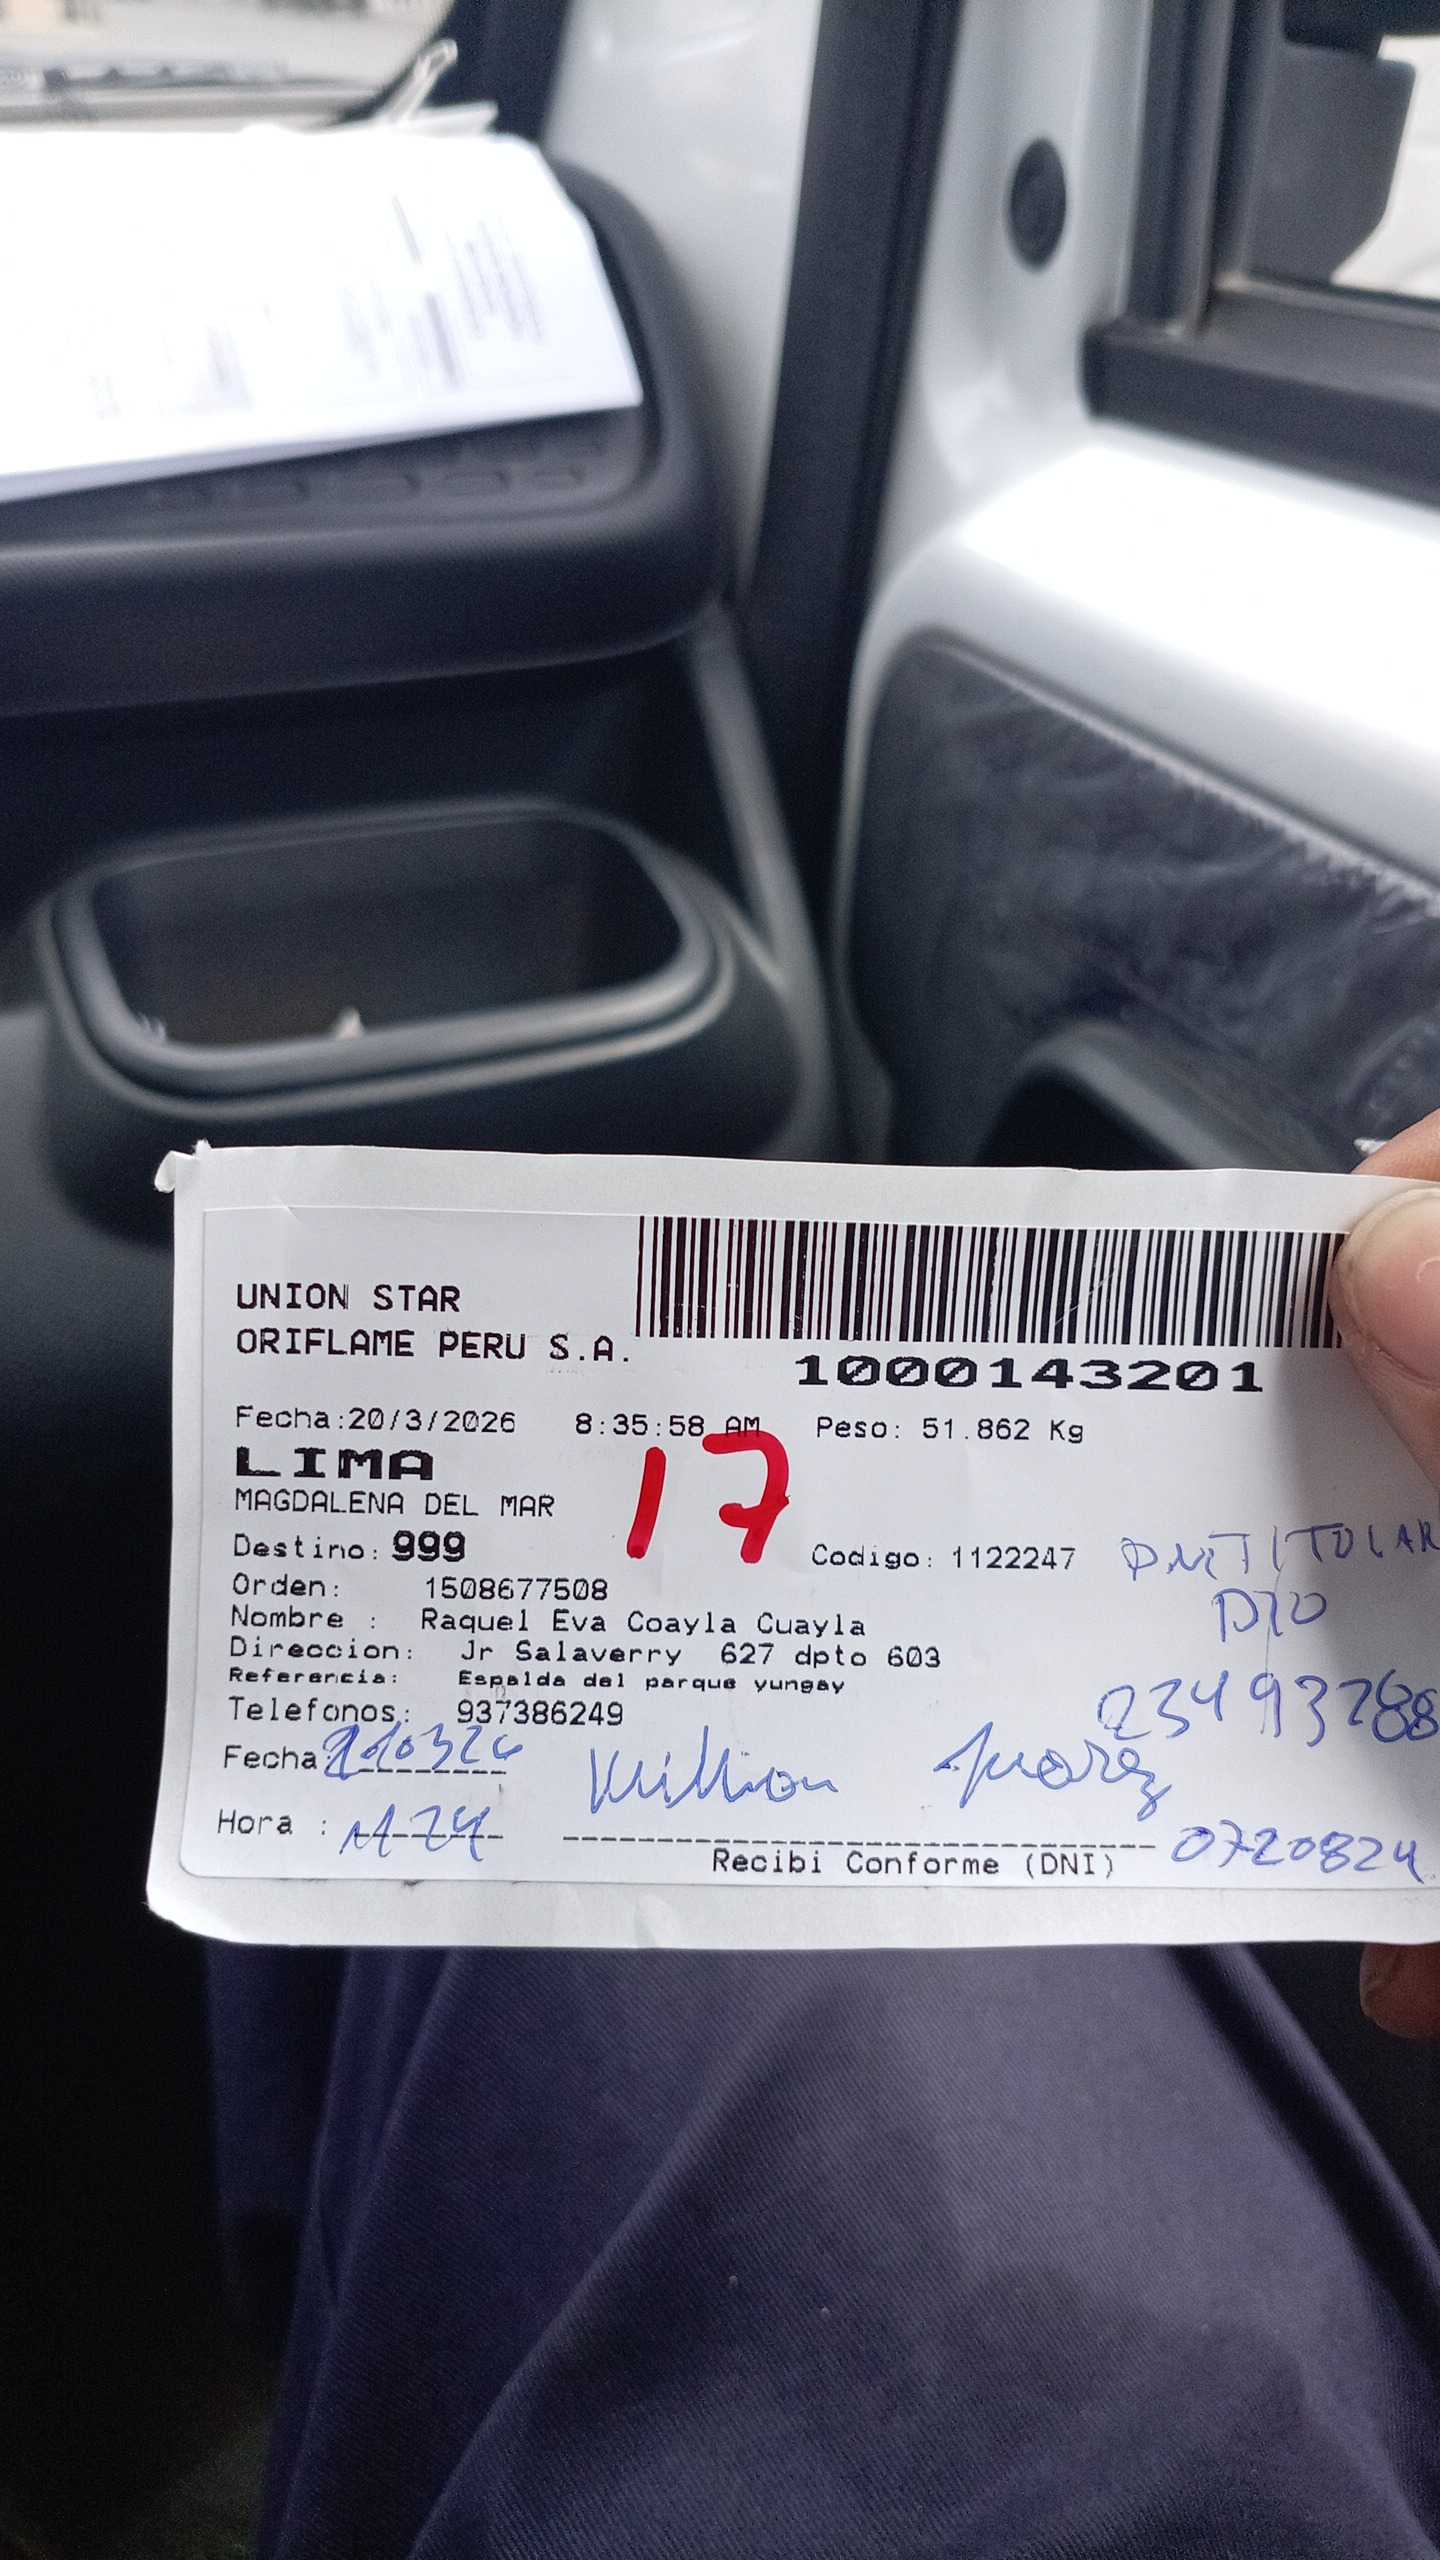 UNION STAR
ORIFLAME PERU S.A.
1000143201
Fecha:20/3/2026 8:35:58 AM Peso: 51.862 Kg
LIMA
17
MAGDALENA DEL MAR
Destino: 999
Codigo: 1122247
TITULAR
DIO
Orden: 1508677508
Nombre : Raquel Eva Coayla Cuayla
Direccion: Jr Salaverry 627 dpto 603
Referencia: Espalda del parque yungay
Telefonos: 937386249
Fecha
Hora :
Recibi Conforme (DNI) 0720824